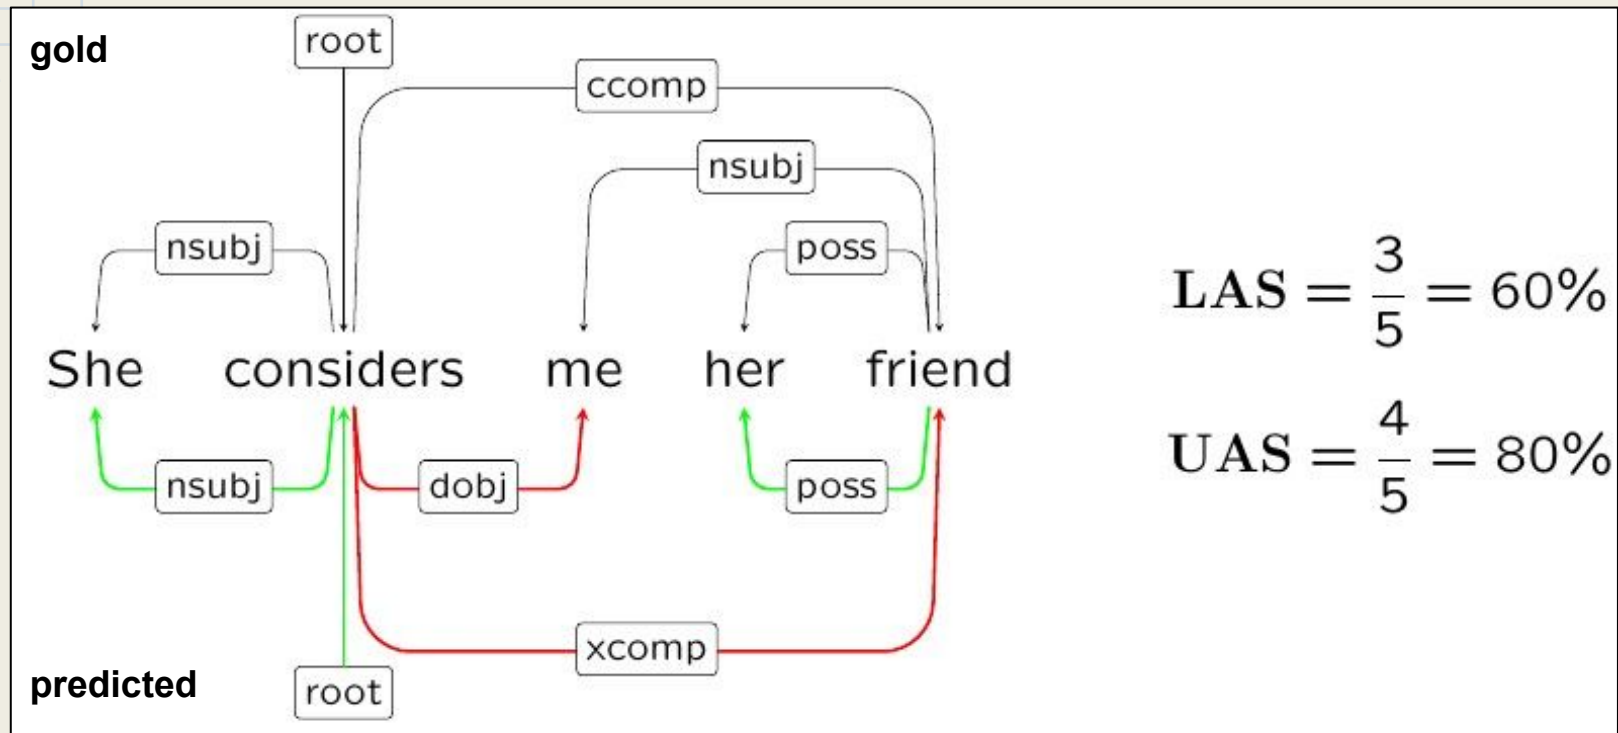 gold
root
ccomp
nsubj
nsubj
poss
She considers me her friend
nsubj
dobj
poss
xcomp
predicted
root
LAS = 3/5 = 60%
UAS = 4/5 = 80%